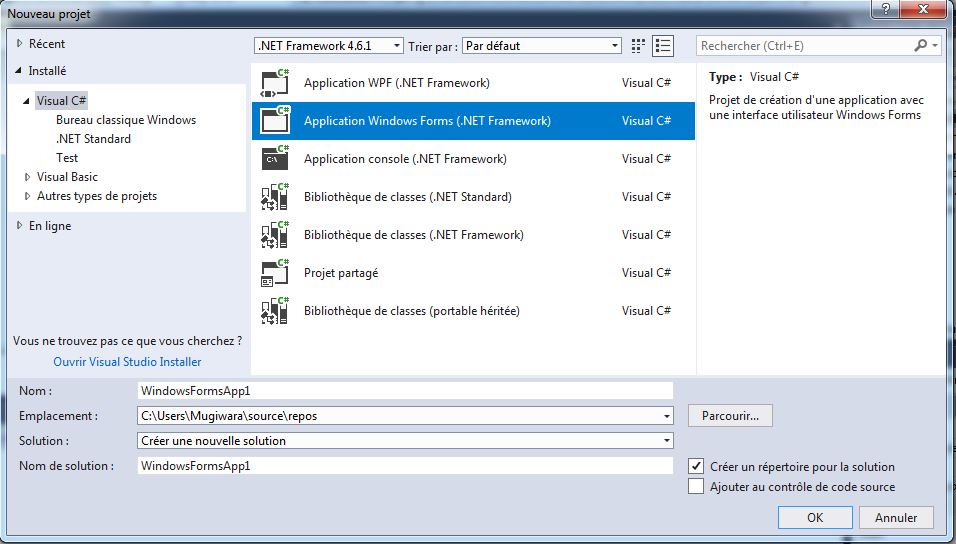 Nouveau projet
?
Récent
Installé
Visual C#
Bureau classique Windows
.NET Standard
Test
Visual Basic
Autres types de projets
En ligne
Vous ne trouvez pas ce que vous cherchez ?
Ouvrir Visual Studio Installer
.NET Framework 4.6.1 Trier par : Par défaut
C# Application WPF (.NET Framework) Visual C#
C# Application Windows Forms (.NET Framework) Visual C#
C# C:\ Application console (.NET Framework) Visual C#
C# Bibliothèque de classes (.NET Standard) Visual C#
C# Bibliothèque de classes (.NET Framework) Visual C#
C# Projet partagé Visual C#
C# Bibliothèque de classes (portable héritée) Visual C#
Rechercher (Ctrl+E)
Type : Visual C#
Projet de création d'une application avec
une interface utilisateur Windows Forms
Nom : WindowsFormsApp1
Emplacement : C:\Users\Mugiwara\source\repos Parcourir...
Solution : Créer une nouvelle solution
Nom de solution : WindowsFormsApp1
Créer un répertoire pour la solution
Ajouter au contrôle de code source
OK Annuler